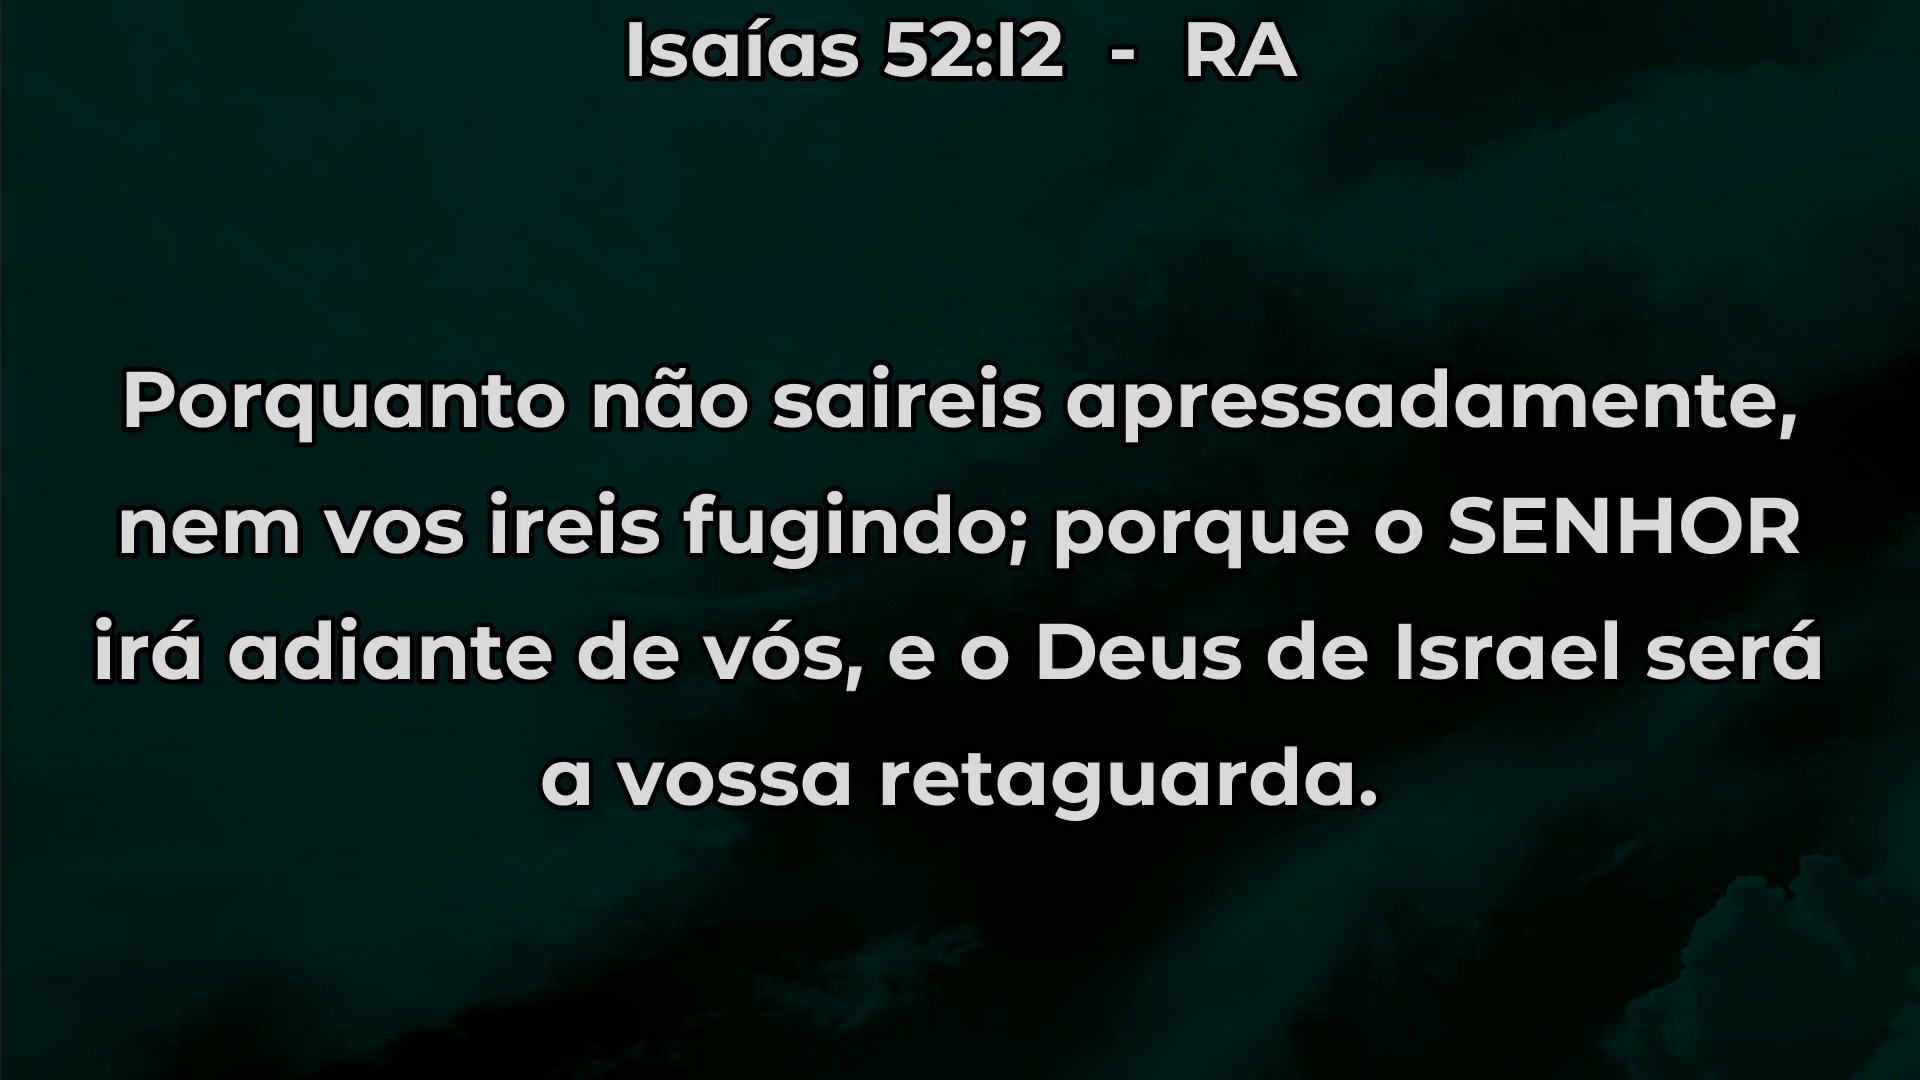 Isaías 52:12 - RA
Porquanto não saireis apressadamente,
nem vos ireis fugindo; porque o SENHOR
irá adiante de vós, e o Deus de Israel será
a vossa retaguarda.